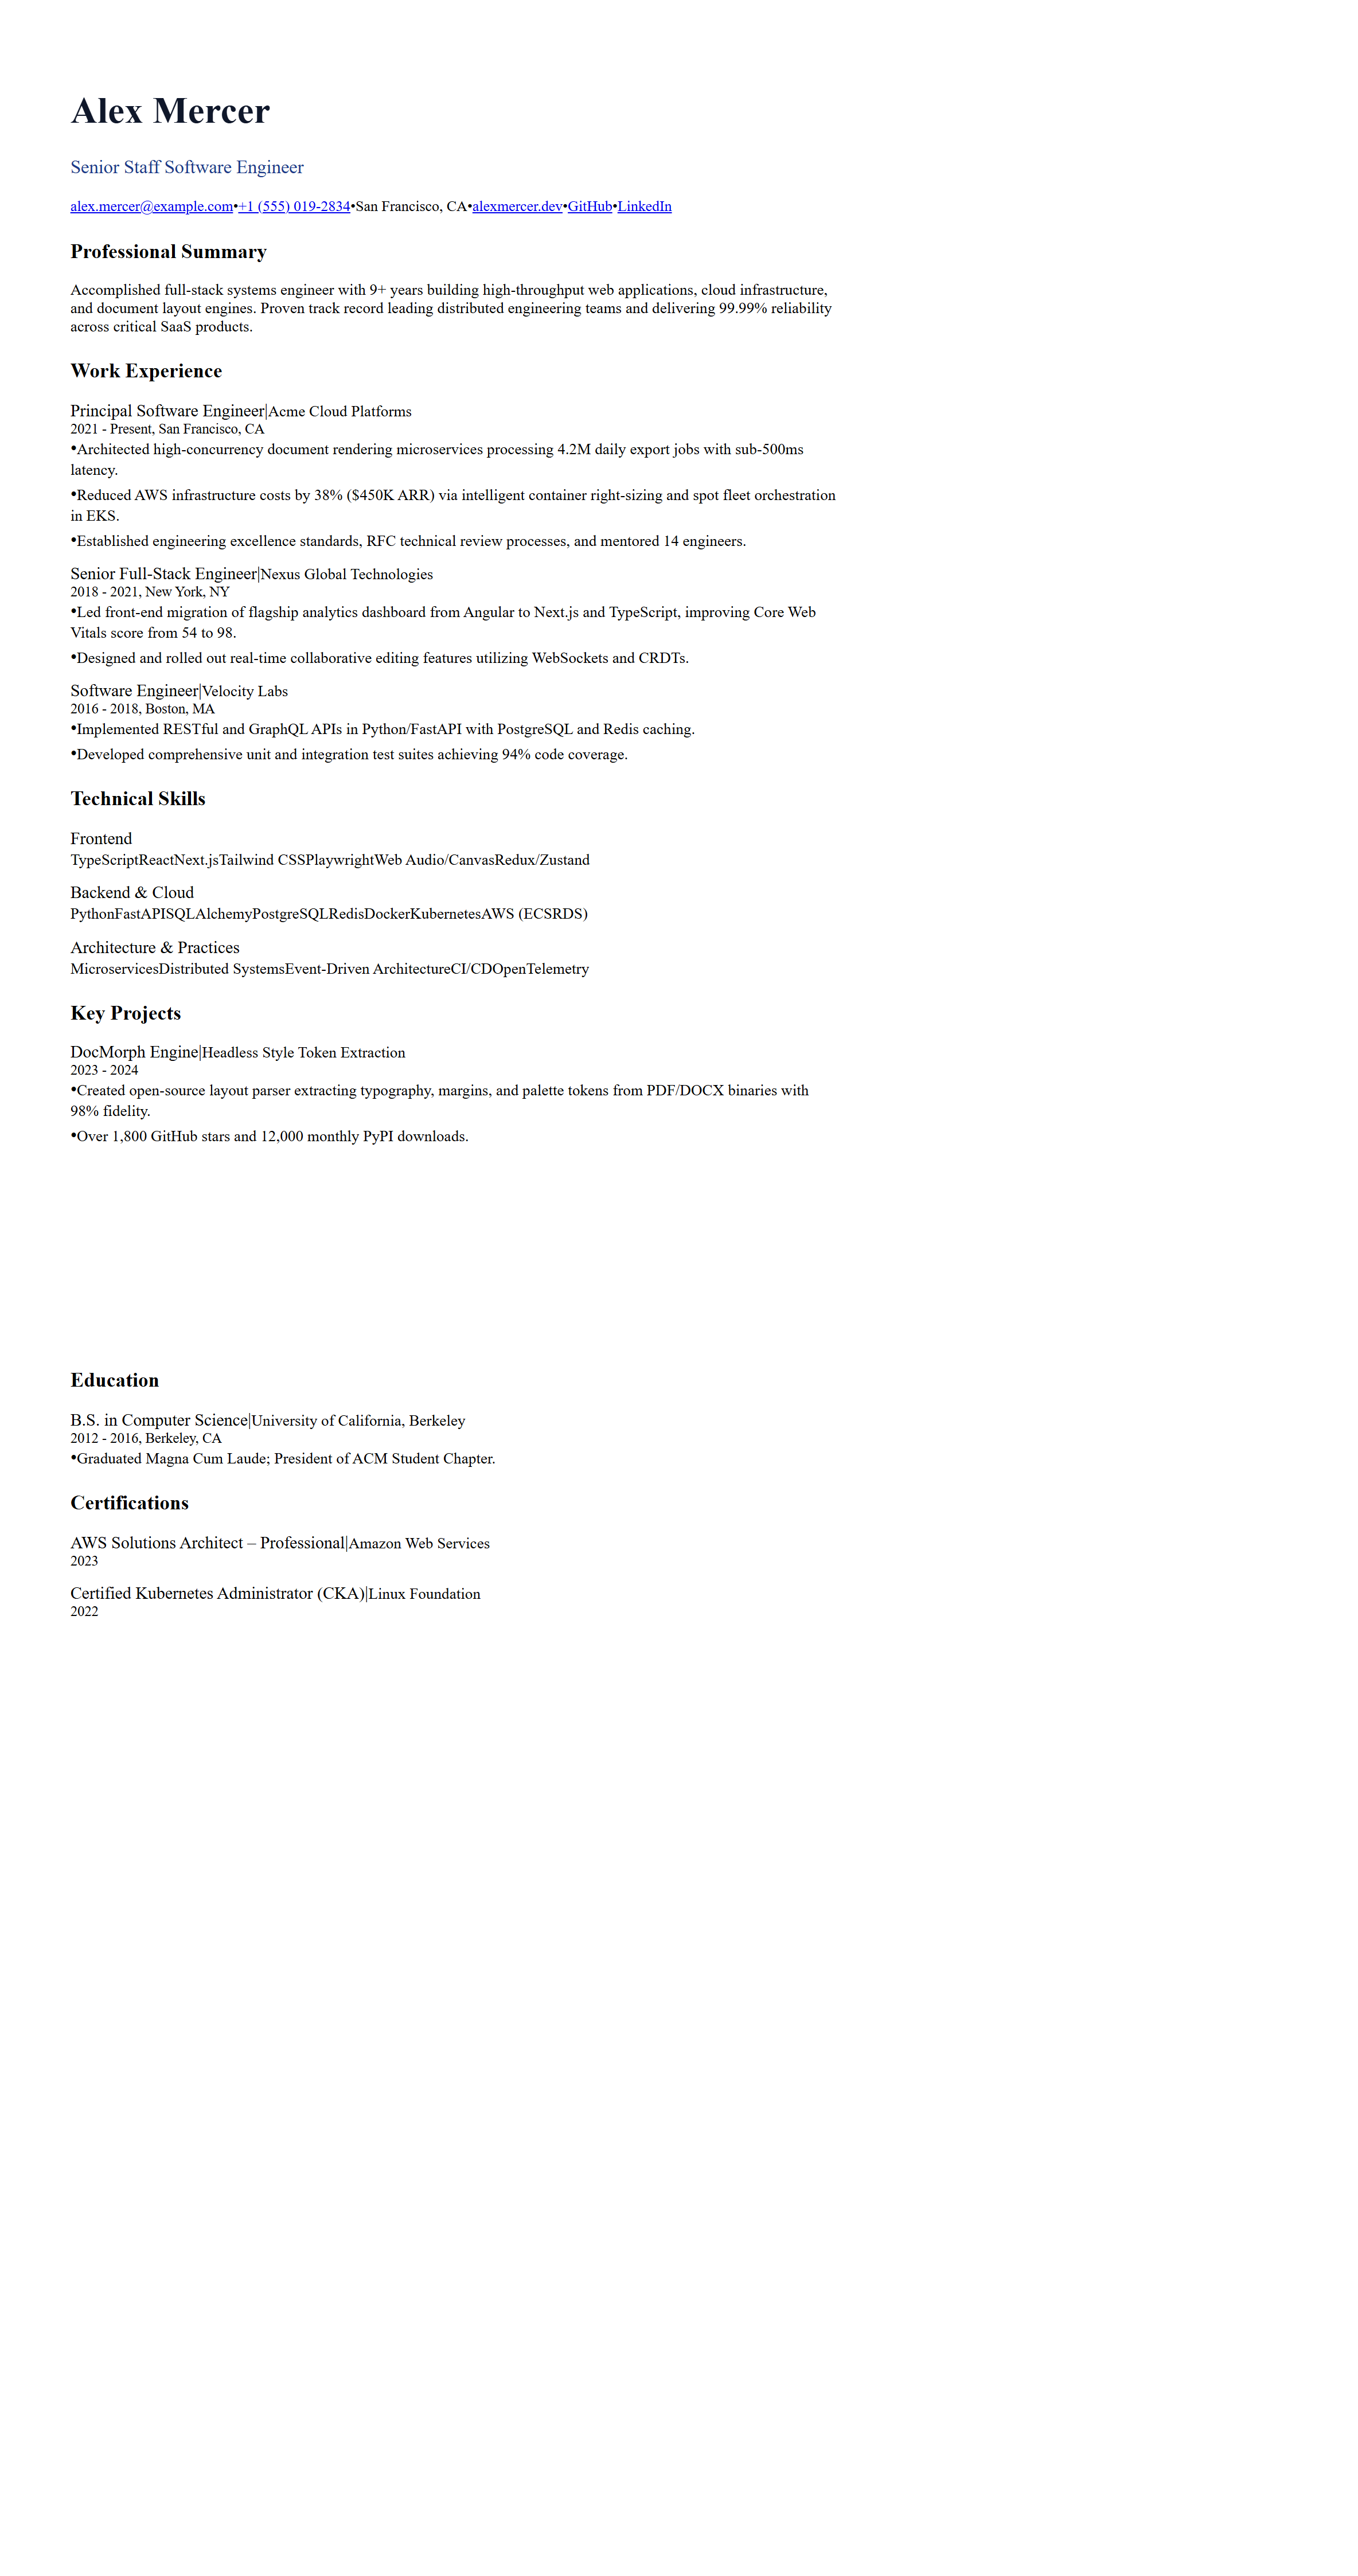 Alex Mercer
Senior Staff Software Engineer
alex.mercer@example.com•+1 (555) 019-2834•San Francisco, CA•alexmercer.dev•GitHub•LinkedIn
Professional Summary
Accomplished full-stack systems engineer with 9+ years building high-throughput web applications, cloud infrastructure,
and document layout engines. Proven track record leading distributed engineering teams and delivering 99.99% reliability
across critical SaaS products.
Work Experience
Principal Software Engineer|Acme Cloud Platforms
2021 - Present, San Francisco, CA
•Architected high-concurrency document rendering microservices processing 4.2M daily export jobs with sub-500ms
latency.
•Reduced AWS infrastructure costs by 38% ($450K ARR) via intelligent container right-sizing and spot fleet orchestration
in EKS.
•Established engineering excellence standards, RFC technical review processes, and mentored 14 engineers.
Senior Full-Stack Engineer|Nexus Global Technologies
2018 - 2021, New York, NY
•Led front-end migration of flagship analytics dashboard from Angular to Next.js and TypeScript, improving Core Web
Vitals score from 54 to 98.
•Designed and rolled out real-time collaborative editing features utilizing WebSockets and CRDTs.
Software Engineer|Velocity Labs
2016 - 2018, Boston, MA
•Implemented RESTful and GraphQL APIs in Python/FastAPI with PostgreSQL and Redis caching.
•Developed comprehensive unit and integration test suites achieving 94% code coverage.
Technical Skills
Frontend
TypeScriptReactNext.jsTailwind CSSPlaywrightWeb Audio/CanvasRedux/Zustand
Backend & Cloud
PythonFastAPISQLAlchemyPostgreSQLRedisDockerKubernetesAWS (ECSRDS)
Architecture & Practices
MicroservicesDistributed SystemsEvent-Driven ArchitectureCI/CDOpenTelemetry
Key Projects
DocMorph Engine|Headless Style Token Extraction
2023 - 2024
•Created open-source layout parser extracting typography, margins, and palette tokens from PDF/DOCX binaries with
98% fidelity.
•Over 1,800 GitHub stars and 12,000 monthly PyPI downloads.
Education
B.S. in Computer Science|University of California, Berkeley
2012 - 2016, Berkeley, CA
•Graduated Magna Cum Laude; President of ACM Student Chapter.
Certifications
AWS Solutions Architect – Professional|Amazon Web Services
2023
Certified Kubernetes Administrator (CKA)|Linux Foundation
2022